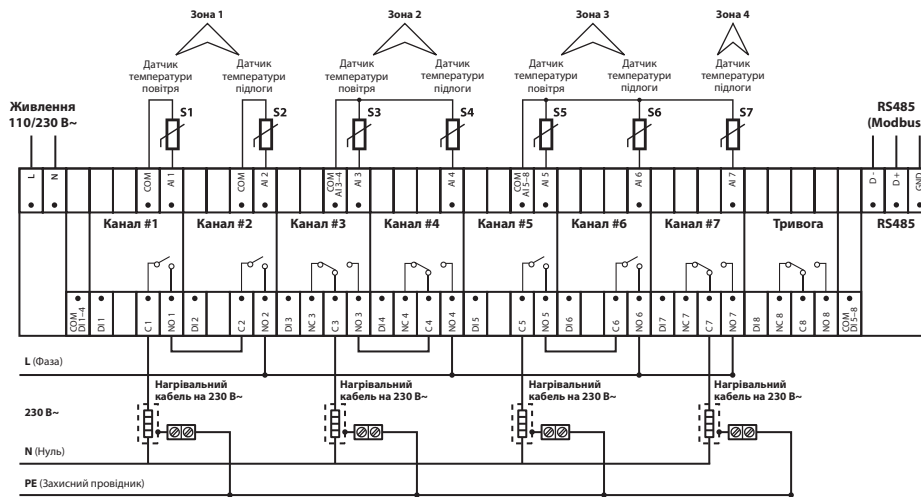 Зона 1
Зона 2
Зона 3
Зона 4
Датчик температури повітря
Датчик температури підлоги
Датчик температури повітря
Датчик температури підлоги
Датчик температури повітря
Датчик температури підлоги
Датчик температури підлоги
Живлення
110/230 В~
S1
S2
S3
S4
S5
S6
S7
RS485
(Modbus
L
N
COM
AI 1
COM
AI 2
COM AI 3–4
AI 3
AI 4
COM AI 5–8
AI 5
AI 6
AI 7
D -
D +
GND
Канал #1
Канал #2
Канал #3
Канал #4
Канал #5
Канал #6
Канал #7
Тривога
RS485
COM DI 1–4
DI 1
C 1
NO 1
DI 2
C 2
NO 2
DI 3
NC 3
C 3
NO 3
DI 4
NC 4
C 4
NO 4
DI 5
C 5
NO 5
DI 6
C 6
NO 6
DI 7
NC 7
C 7
NO 7
DI 8
NC 8
C 8
NO 8
COM DI 5–8
L (Фаза)
Нагрівальний кабель на 230 В~
Нагрівальний кабель на 230 В~
Нагрівальний кабель на 230 В~
Нагрівальний кабель на 230 В~
230 В~
N (Нуль)
PE (Захисний провідник)